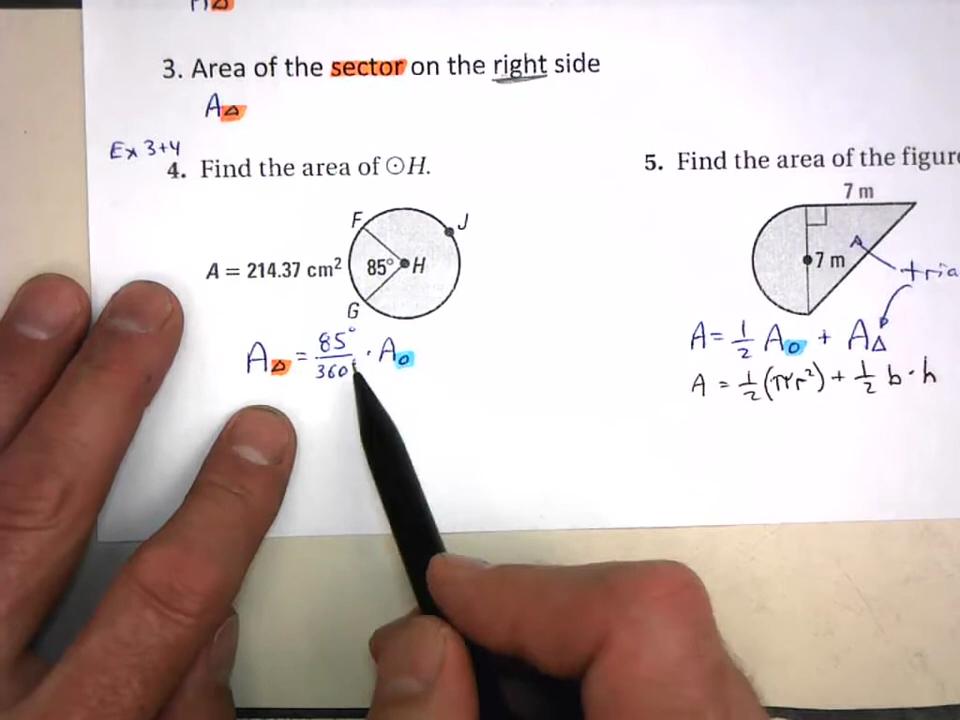 3. Area of the sector on the right side
A⌓
Ex 3+4
4. Find the area of ⊙H.
F
J
A = 214.37 cm²
85°
H
G
A⌓ = 85°/360° · A○
5. Find the area of the figure
7 m
7 m
A = 1/2 A○ + A△
A = 1/2 (πr²) + 1/2 b · h